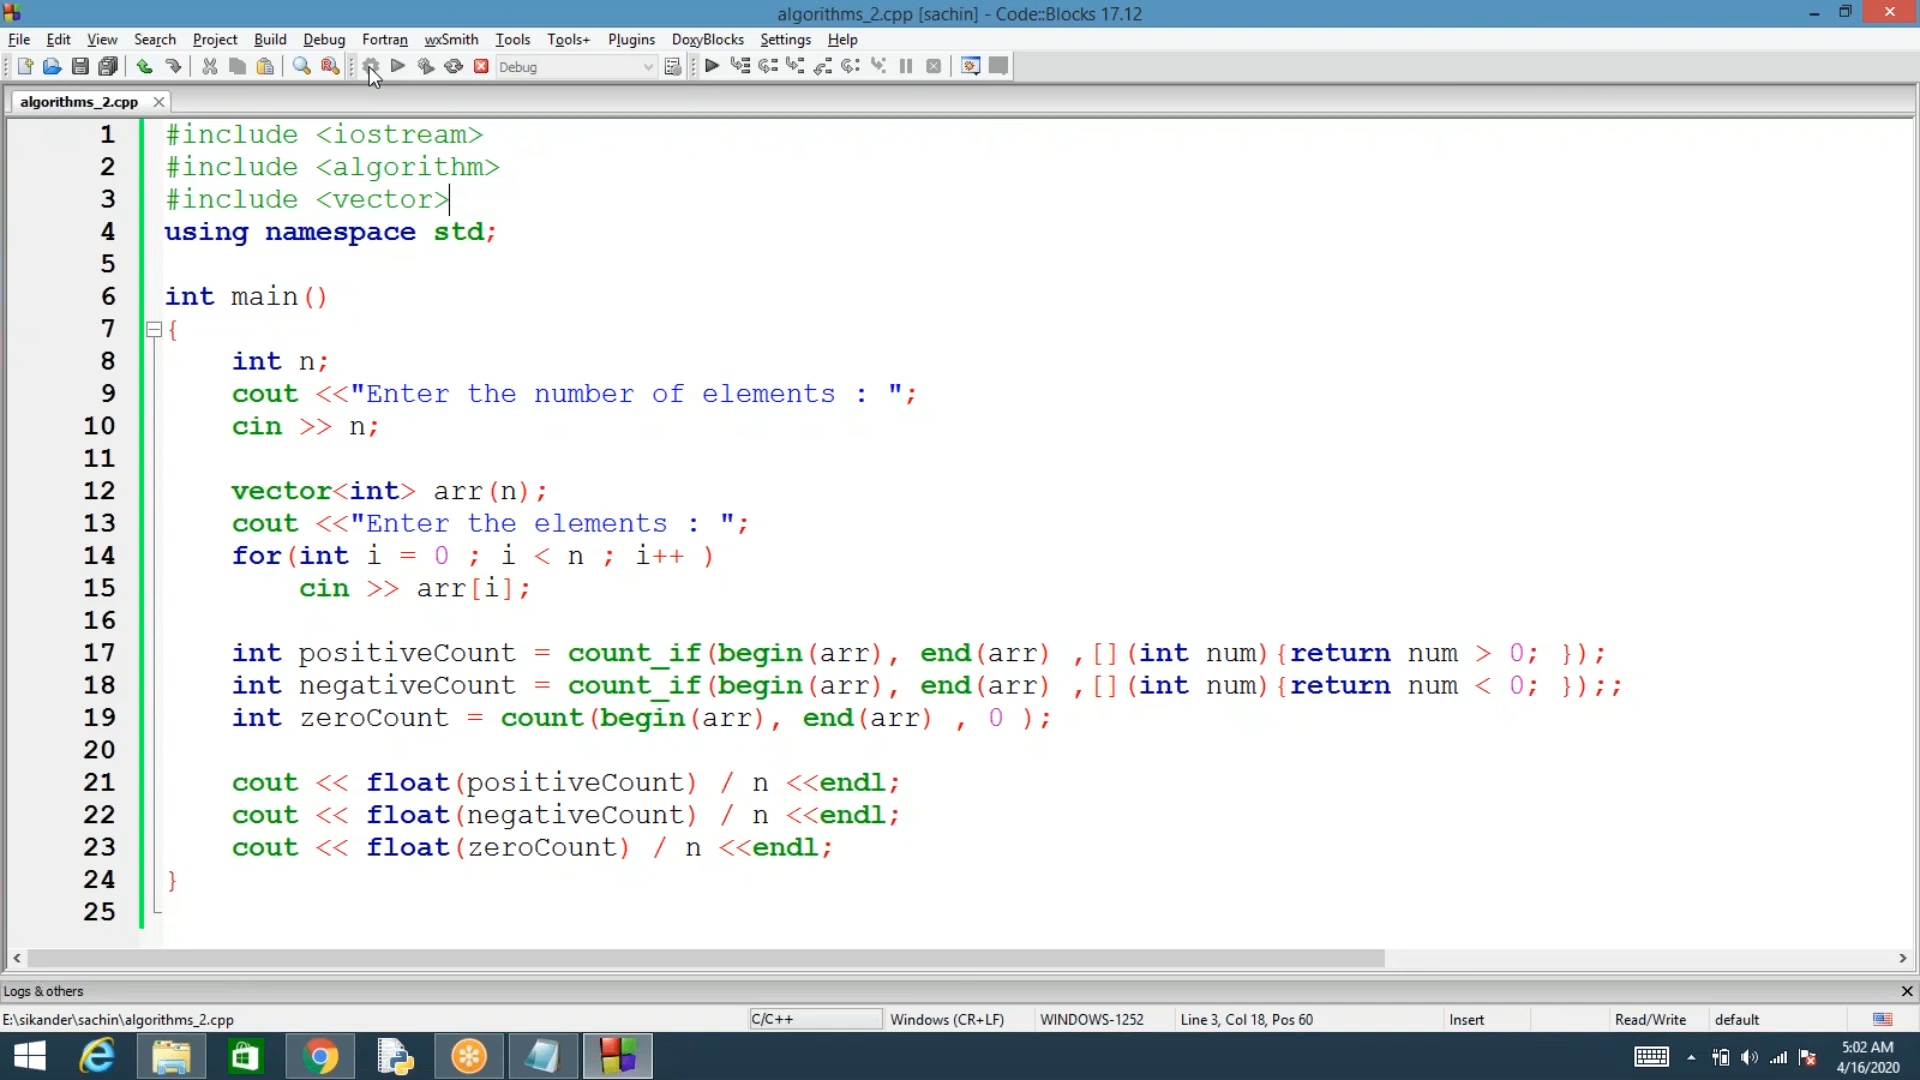 algorithms_2.cpp [sachin] - Code::Blocks 17.12
File Edit View Search Project Build Debug Fortran wxSmith Tools Tools+ Plugins DoxyBlocks Settings Help
Debug
algorithms_2.cpp
1 #include <iostream>
2 #include <algorithm>
3 #include <vector>
4 using namespace std;
5
6 int main()
7 {
8 int n;
9 cout <<"Enter the number of elements : ";
10 cin >> n;
11
12 vector<int> arr(n);
13 cout <<"Enter the elements : ";
14 for(int i = 0 ; i < n ; i++ )
15 cin >> arr[i];
16
17 int positiveCount = count_if(begin(arr), end(arr) ,[](int num){return num > 0; });
18 int negativeCount = count_if(begin(arr), end(arr) ,[](int num){return num < 0; });;
19 int zeroCount = count(begin(arr), end(arr) , 0 );
20
21 cout << float(positiveCount) / n <<endl;
22 cout << float(negativeCount) / n <<endl;
23 cout << float(zeroCount) / n <<endl;
24 }
25
Logs & others
E:\sikander\sachin\algorithms_2.cpp C/C++ Windows (CR+LF) WINDOWS-1252 Line 3, Col 18, Pos 60 Insert Read/Write default
5:02 AM
4/16/2020